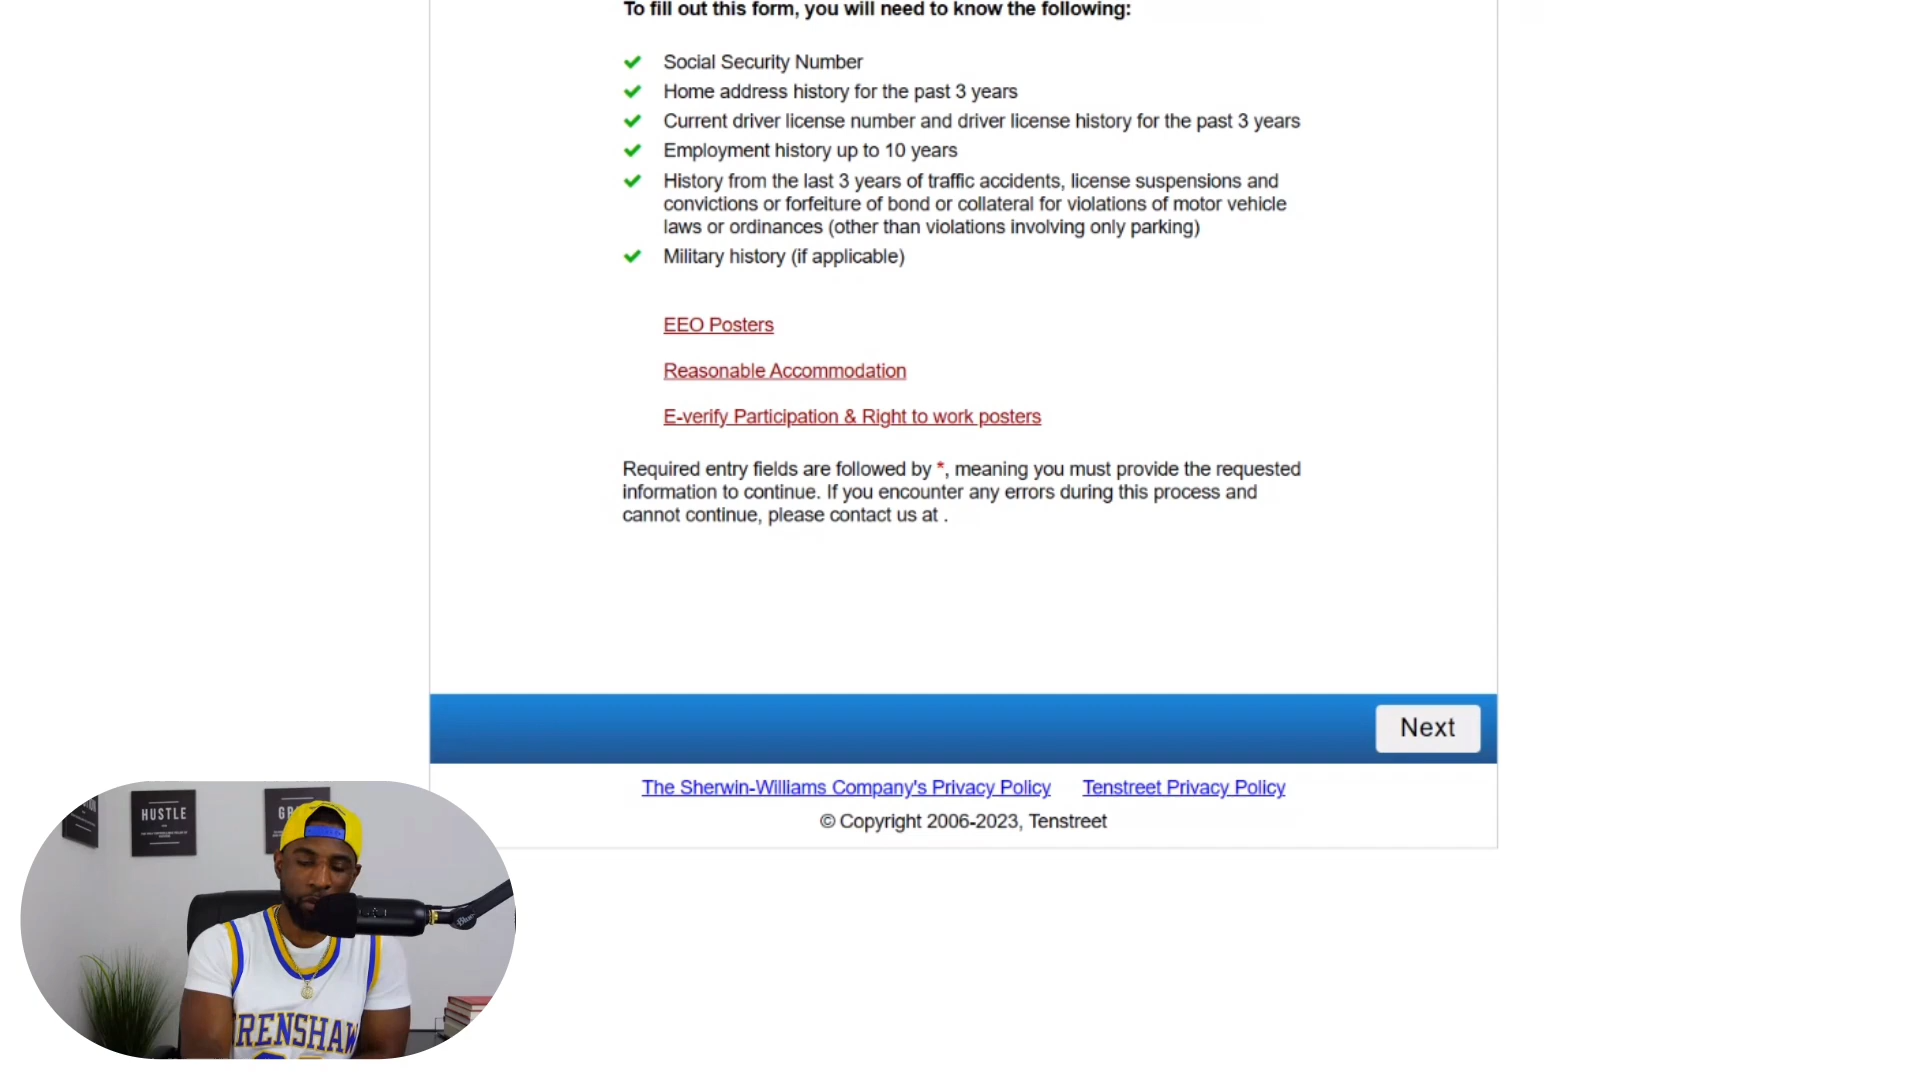 To fill out this form, you will need to know the following:
Social Security Number
Home address history for the past 3 years
Current driver license number and driver license history for the past 3 years
Employment history up to 10 years
History from the last 3 years of traffic accidents, license suspensions and
convictions or forfeiture of bond or collateral for violations of motor vehicle
laws or ordinances (other than violations involving only parking)
Military history (if applicable)
EEO Posters
Reasonable Accommodation
E-verify Participation & Right to work posters
Required entry fields are followed by *, meaning you must provide the requested
information to continue. If you encounter any errors during this process and
cannot continue, please contact us at .
Next
The Sherwin-Williams Company's Privacy Policy Tenstreet Privacy Policy
© Copyright 2006-2023, Tenstreet
HUSTLE
Blue